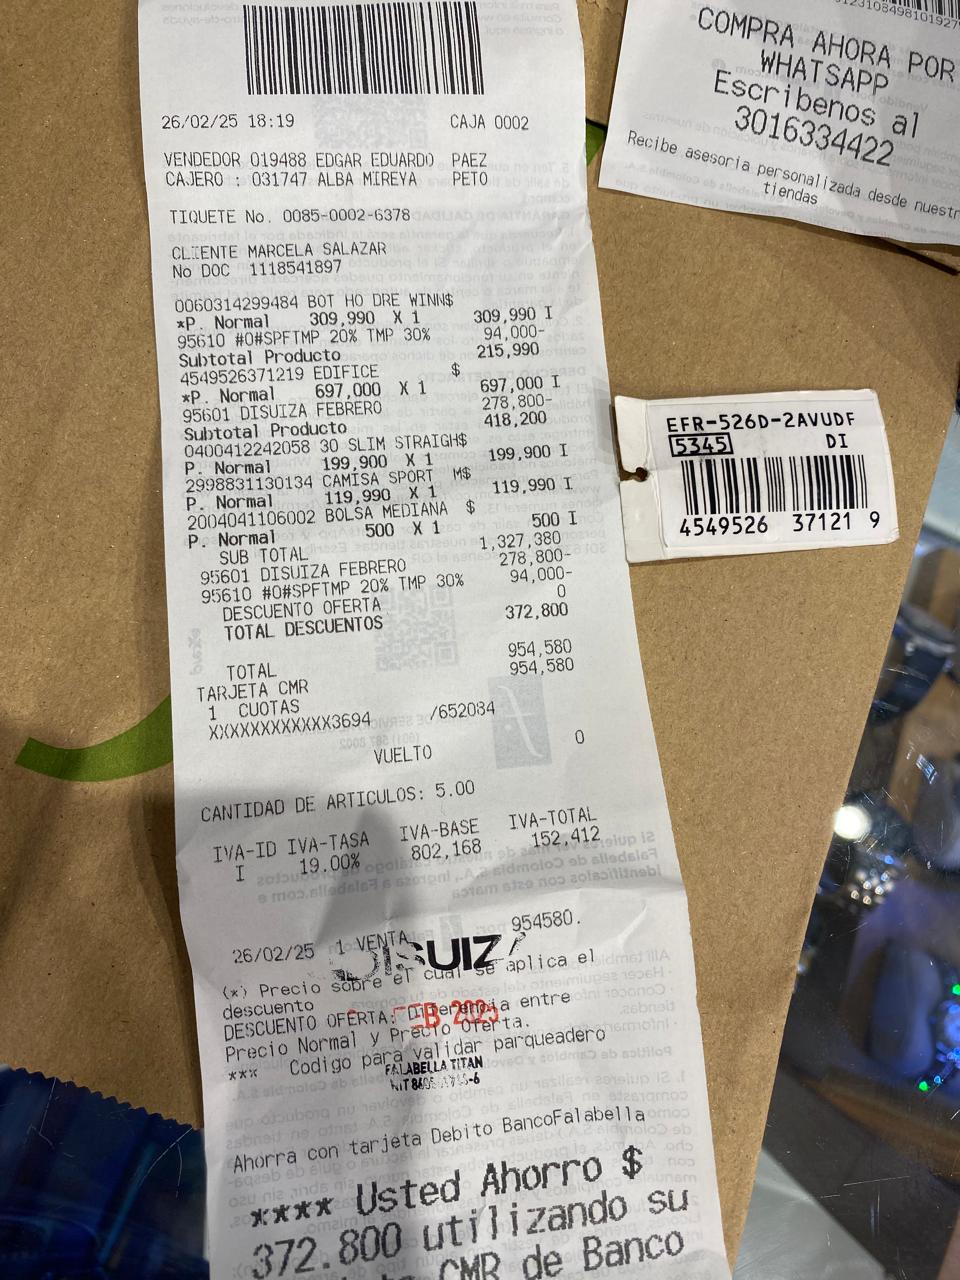 26/02/25 18:19 CAJA 0002
VENDEDOR 019488 EDGAR EDUARDO PAEZ
CAJERO : 031747 ALBA MIREYA PETO
TIQUETE No. 0085-0002-6378
CLIENTE MARCELA SALAZAR
No DOC 1118541897
0060314299484 BOT HO DRE WINN$
*P. Normal 309,990 X 1 309,990 I
95610 #0#SPFTMP 20% TMP 30% 94,000-
Subtotal Producto 215,990
4549526371219 EDIFICE $
*P. Normal 697,000 X 1 697,000 I
95601 DISUIZA FEBRERO 278,800-
Subtotal Producto 418,200
0400412242058 30 SLIM STRAIGH$
P. Normal 199,900 X 1 199,900 I
2998831130134 CAMISA SPORT M$
P. Normal 119,990 X 1 119,990 I
2004041106002 BOLSA MEDIANA $
P. Normal 500 X 1 500 I
SUB TOTAL 1,327,380
95601 DISUIZA FEBRERO 278,800-
95610 #0#SPFTMP 20% TMP 30% 94,000-
DESCUENTO OFERTA 0
TOTAL DESCUENTOS 372,800
TOTAL 954,580
TARJETA CMR 954,580
1 CUOTAS
XXXXXXXXXXXX3694 /652084
VUELTO 0
CANTIDAD DE ARTICULOS: 5.00
IVA-ID IVA-TASA IVA-BASE IVA-TOTAL
I 19.00% 802,168 152,412
26/02/25 1 VENTA 954580.
DISUIZ
(*) Precio sobre el cual se aplica el
descuento
FEB 2025
DESCUENTO OFERTA: Diferencia entre
Precio Normal y Precio Oferta.
*** Codigo para validar parqueadero
FALABELLA TITAN
Ahorra con tarjeta Debito BancoFalabella
**** Usted Ahorro $
372.800 utilizando su
CMR de Banco
COMPRA AHORA POR
WHATSAPP
Escribenos al
3016334422
Recibe asesoria personalizada desde nuestr
tiendas
EFR-526D-2AVUDF
5345 DI
4549526 37121 9